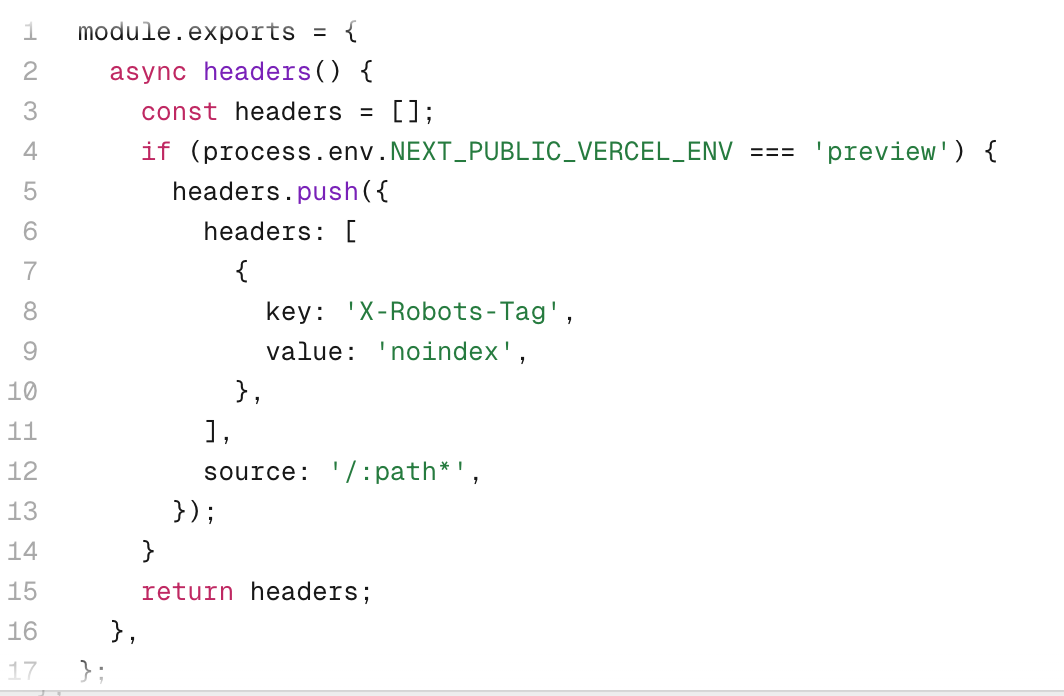 1 module.exports = {
2   async headers() {
3     const headers = [];
4     if (process.env.NEXT_PUBLIC_VERCEL_ENV === 'preview') {
5       headers.push({
6         headers: [
7           {
8             key: 'X-Robots-Tag',
9             value: 'noindex',
10           },
11         ],
12         source: '/:path*',
13       });
14     }
15     return headers;
16   },
17 };